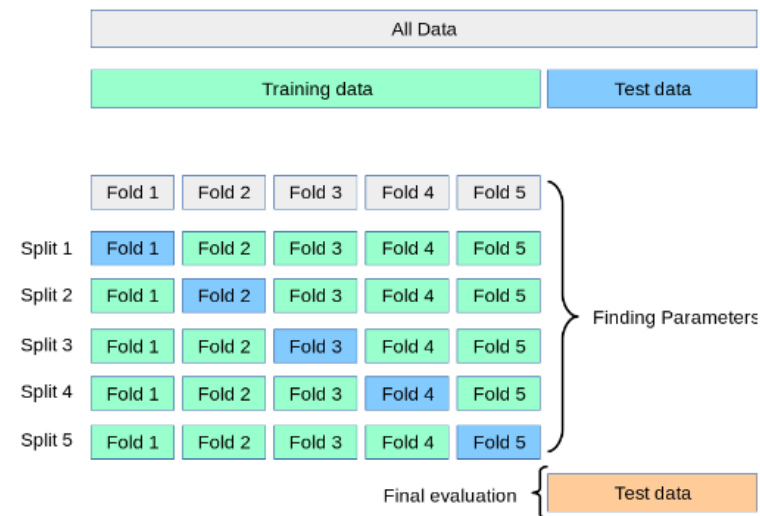 All Data
Training data Test data
Fold 1 Fold 2 Fold 3 Fold 4 Fold 5
Split 1 Fold 1 Fold 2 Fold 3 Fold 4 Fold 5
Split 2 Fold 1 Fold 2 Fold 3 Fold 4 Fold 5
Finding Parameters
Split 3 Fold 1 Fold 2 Fold 3 Fold 4 Fold 5
Split 4 Fold 1 Fold 2 Fold 3 Fold 4 Fold 5
Split 5 Fold 1 Fold 2 Fold 3 Fold 4 Fold 5
Final evaluation Test data